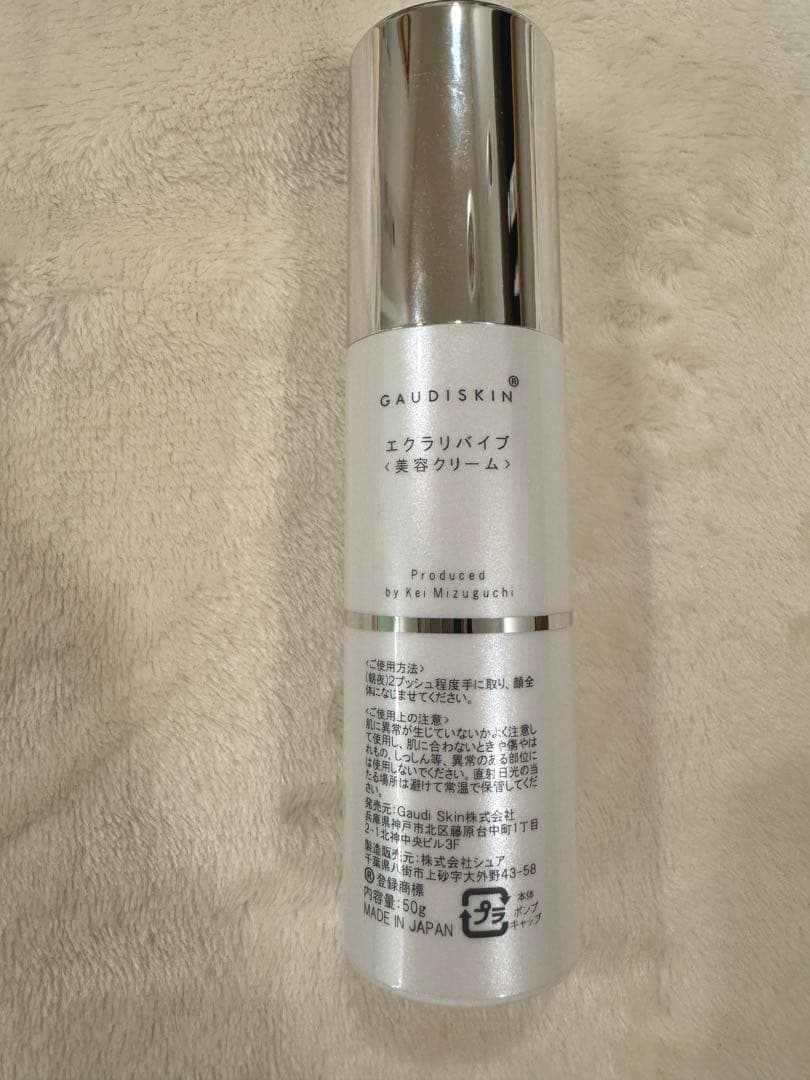 GAUDISKIN®
エクラリバイブ
<美容クリーム>
Produced
by Kei Mizuguchi
<ご使用方法>
(朝夜)2プッシュ程度手に取り、顔全
体になじませてください。
<ご使用上の注意>
肌に異常が生じていないかよく注意し
て使用し、肌に合わないときや傷やは
れもの、しっしん等、異常のある部位に
は使用しないでください。直射日光の当
たる場所は避けて常温で保管してくだ
さい。
発売元:Gaudi Skin株式会社
兵庫県神戸市北区藤原台中町1丁目
2-1北神中央ビル3F
製造販売元:株式会社シュア
千葉県八街市上砂字大外野43-58
®登録商標
内容量:50g
MADE IN JAPAN
プラ
本体
ポンプ
キャップ